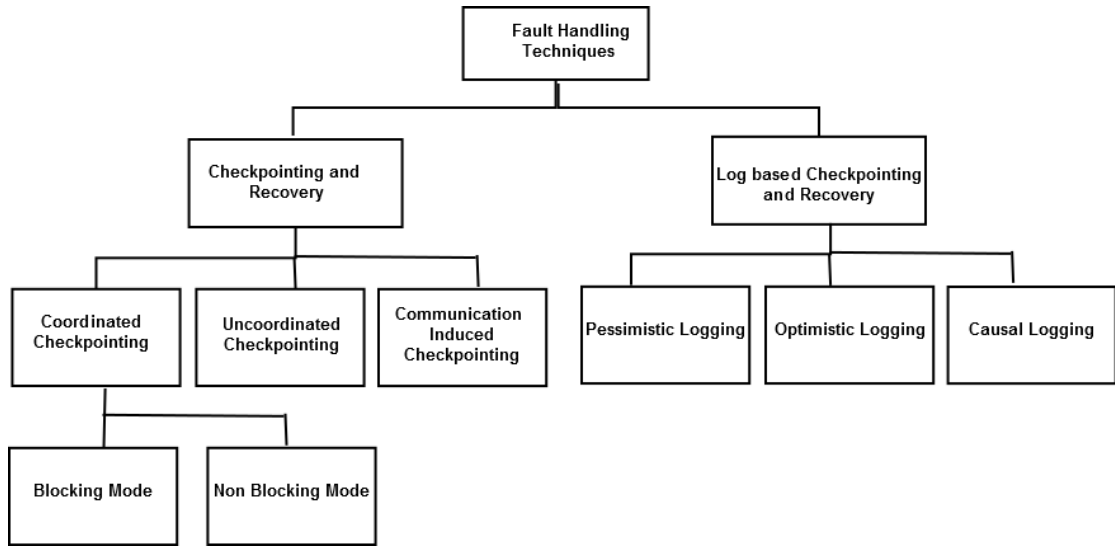 Fault Handling
Techniques
Checkpointing and
Recovery
Log based Checkpointing
and Recovery
Coordinated
Checkpointing
Uncoordinated
Checkpointing
Communication
Induced
Checkpointing
Pessimistic Logging
Optimistic Logging
Causal Logging
Blocking Mode
Non Blocking Mode